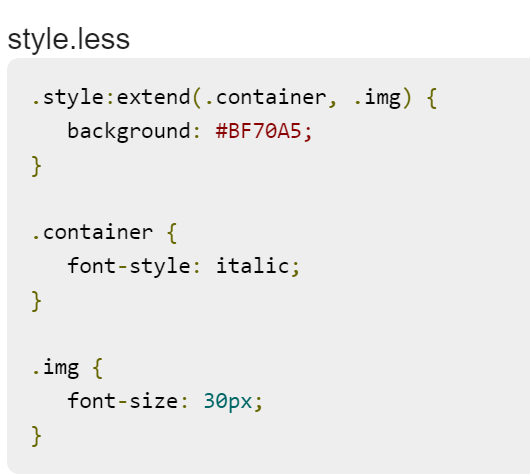 style.less
.style:extend(.container, .img) {
   background: #BF70A5;
}
.container {
   font-style: italic;
}
.img {
   font-size: 30px;
}